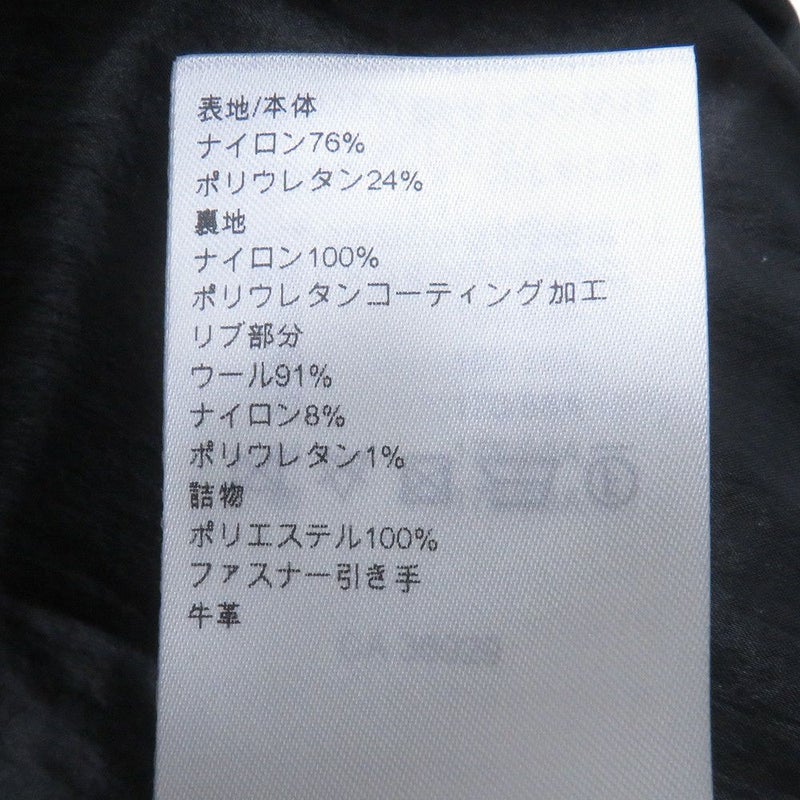 表地/本体
ナイロン76%
ポリウレタン24%
裏地
ナイロン100%
ポリウレタンコーティング加工
リブ部分
ウール91%
ナイロン8%
ポリウレタン1%
詰物
ポリエステル100%
ファスナー引き手
牛革